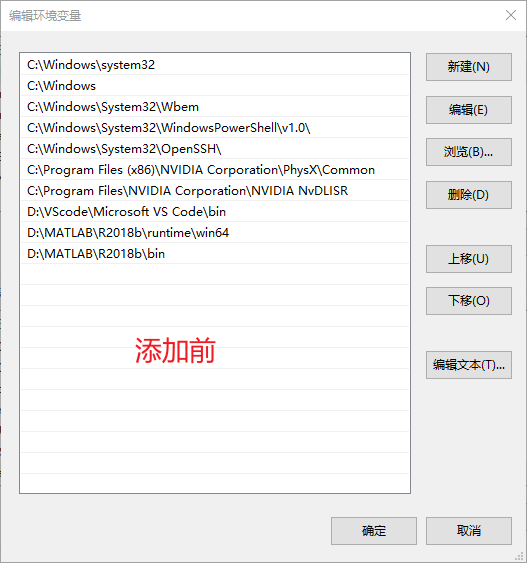 编辑环境变量
C:\Windows\system32
C:\Windows
C:\Windows\System32\Wbem
C:\Windows\System32\WindowsPowerShell\v1.0\
C:\Windows\System32\OpenSSH\
C:\Program Files (x86)\NVIDIA Corporation\PhysX\Common
C:\Program Files\NVIDIA Corporation\NVIDIA NvDLISR
D:\VScode\Microsoft VS Code\bin
D:\MATLAB\R2018b\runtime\win64
D:\MATLAB\R2018b\bin
添加前
新建(N)
编辑(E)
浏览(B)...
删除(D)
上移(U)
下移(O)
编辑文本(T)...
确定
取消